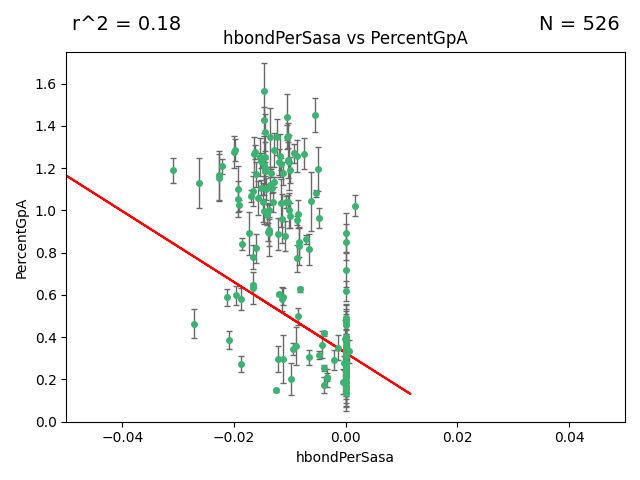 r^2 = 0.18
N = 526
hbondPerSasa vs PercentGpA
PercentGpA
1.6
1.4
1.2
1.0
0.8
0.6
0.4
0.2
0.0
−0.04
−0.02
0.00
0.02
0.04
hbondPerSasa